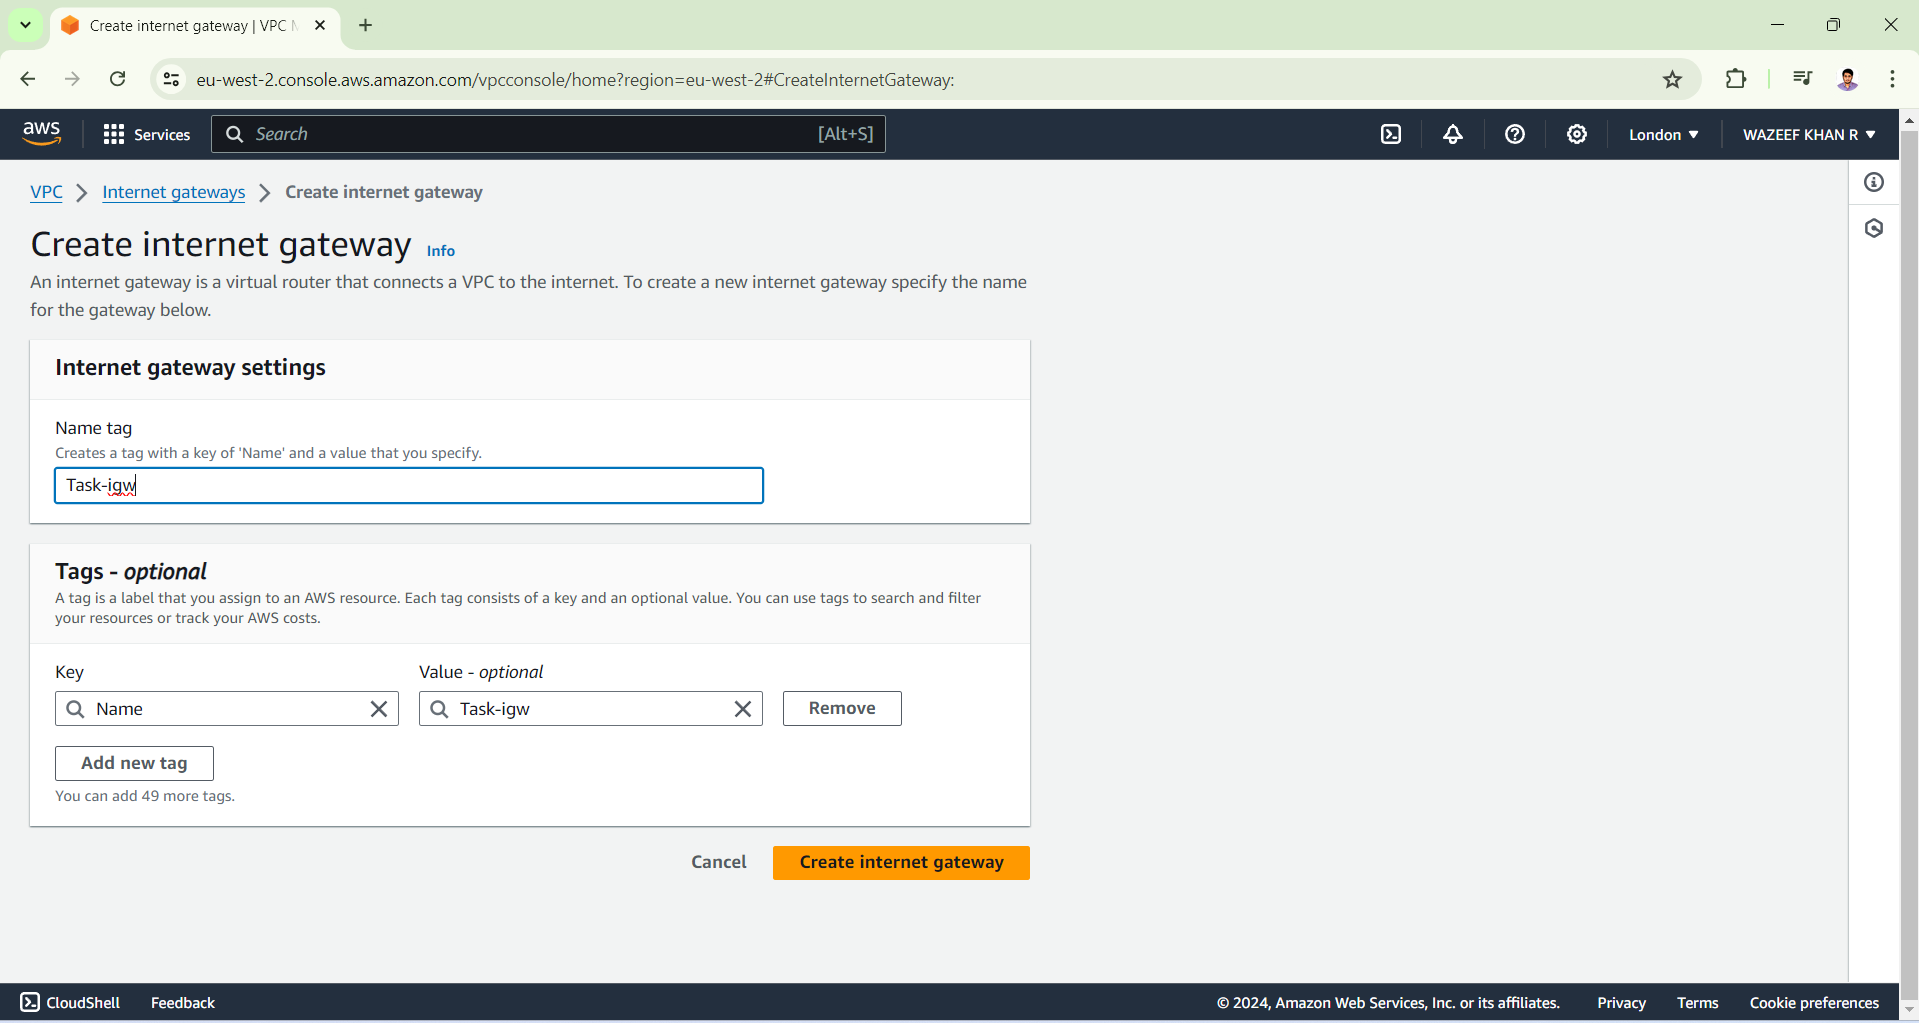 Create internet gateway | VPC
eu-west-2.console.aws.amazon.com/vpcconsole/home?region=eu-west-2#CreateInternetGateway:
aws
Services
Search
[Alt+S]
London
WAZEEF KHAN R
VPC
Internet gateways
Create internet gateway
Create internet gateway Info
An internet gateway is a virtual router that connects a VPC to the internet. To create a new internet gateway specify the name
for the gateway below.
Internet gateway settings
Name tag
Creates a tag with a key of 'Name' and a value that you specify.
Task-igw
Tags - optional
A tag is a label that you assign to an AWS resource. Each tag consists of a key and an optional value. You can use tags to search and filter
your resources or track your AWS costs.
Key
Value - optional
Name
Task-igw
Remove
Add new tag
You can add 49 more tags.
Cancel
Create internet gateway
CloudShell
Feedback
© 2024, Amazon Web Services, Inc. or its affiliates.
Privacy
Terms
Cookie preferences